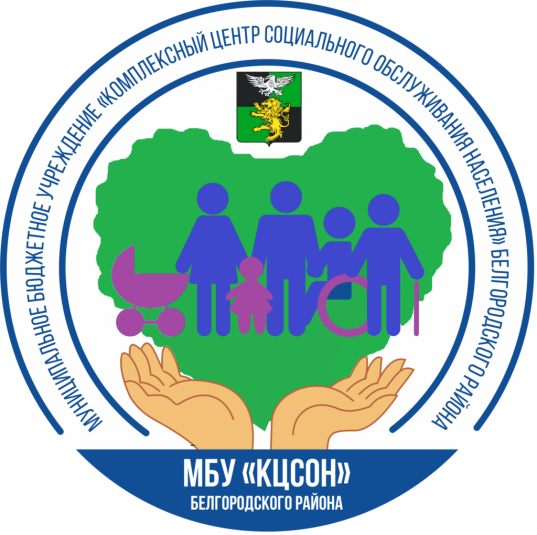 МУНИЦИПАЛЬНОЕ БЮДЖЕТНОЕ УЧРЕЖДЕНИЕ «КОМПЛЕКСНЫЙ ЦЕНТР СОЦИАЛЬНОГО ОБСЛУЖИВАНИЯ НАСЕЛЕНИЯ» БЕЛГОРОДСКОГО РАЙОНА
МБУ «КЦСОН»
БЕЛГОРОДСКОГО РАЙОНА